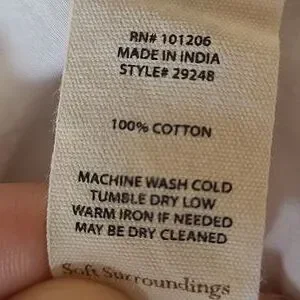 RN# 101206
MADE IN INDIA
STYLE# 29248
100% COTTON
MACHINE WASH COLD
TUMBLE DRY LOW
WARM IRON IF NEEDED
MAY BE DRY CLEANED
Soft Surroundings